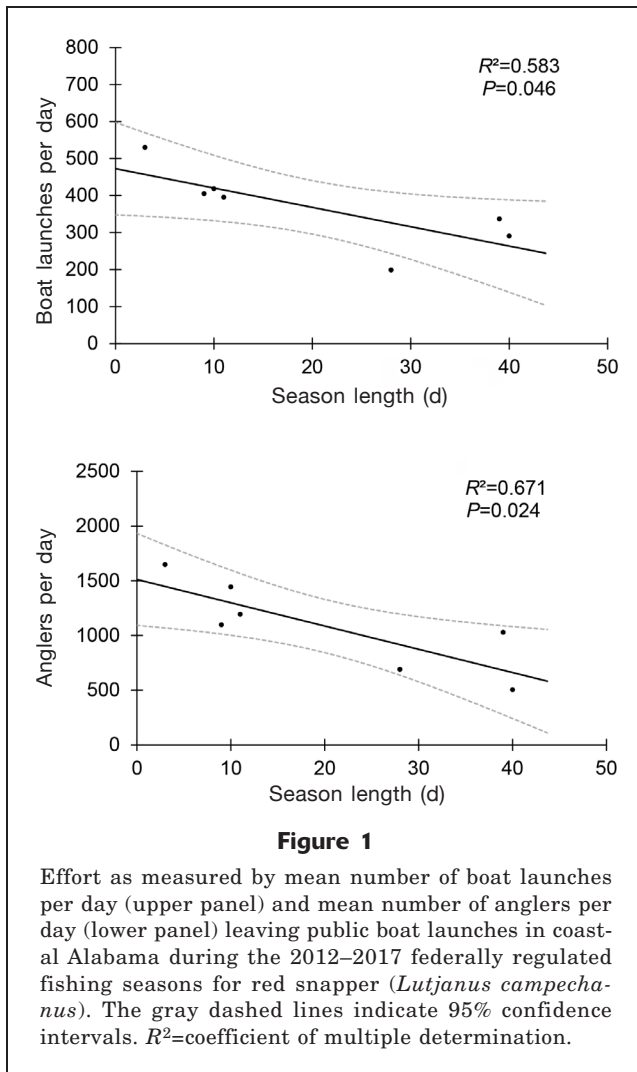 800
700
600
500
400
300
200
100
0
Boat launches per day
R²=0.583
P=0.046
0 10 20 30 40 50
Season length (d)
2500
2000
1500
1000
500
0
Anglers per day
R²=0.671
P=0.024
0 10 20 30 40 50
Season length (d)
Figure 1
Effort as measured by mean number of boat launches
per day (upper panel) and mean number of anglers per
day (lower panel) leaving public boat launches in coast-
al Alabama during the 2012–2017 federally regulated
fishing seasons for red snapper (Lutjanus campecha-
nus). The gray dashed lines indicate 95% confidence
intervals. R²=coefficient of multiple determination.